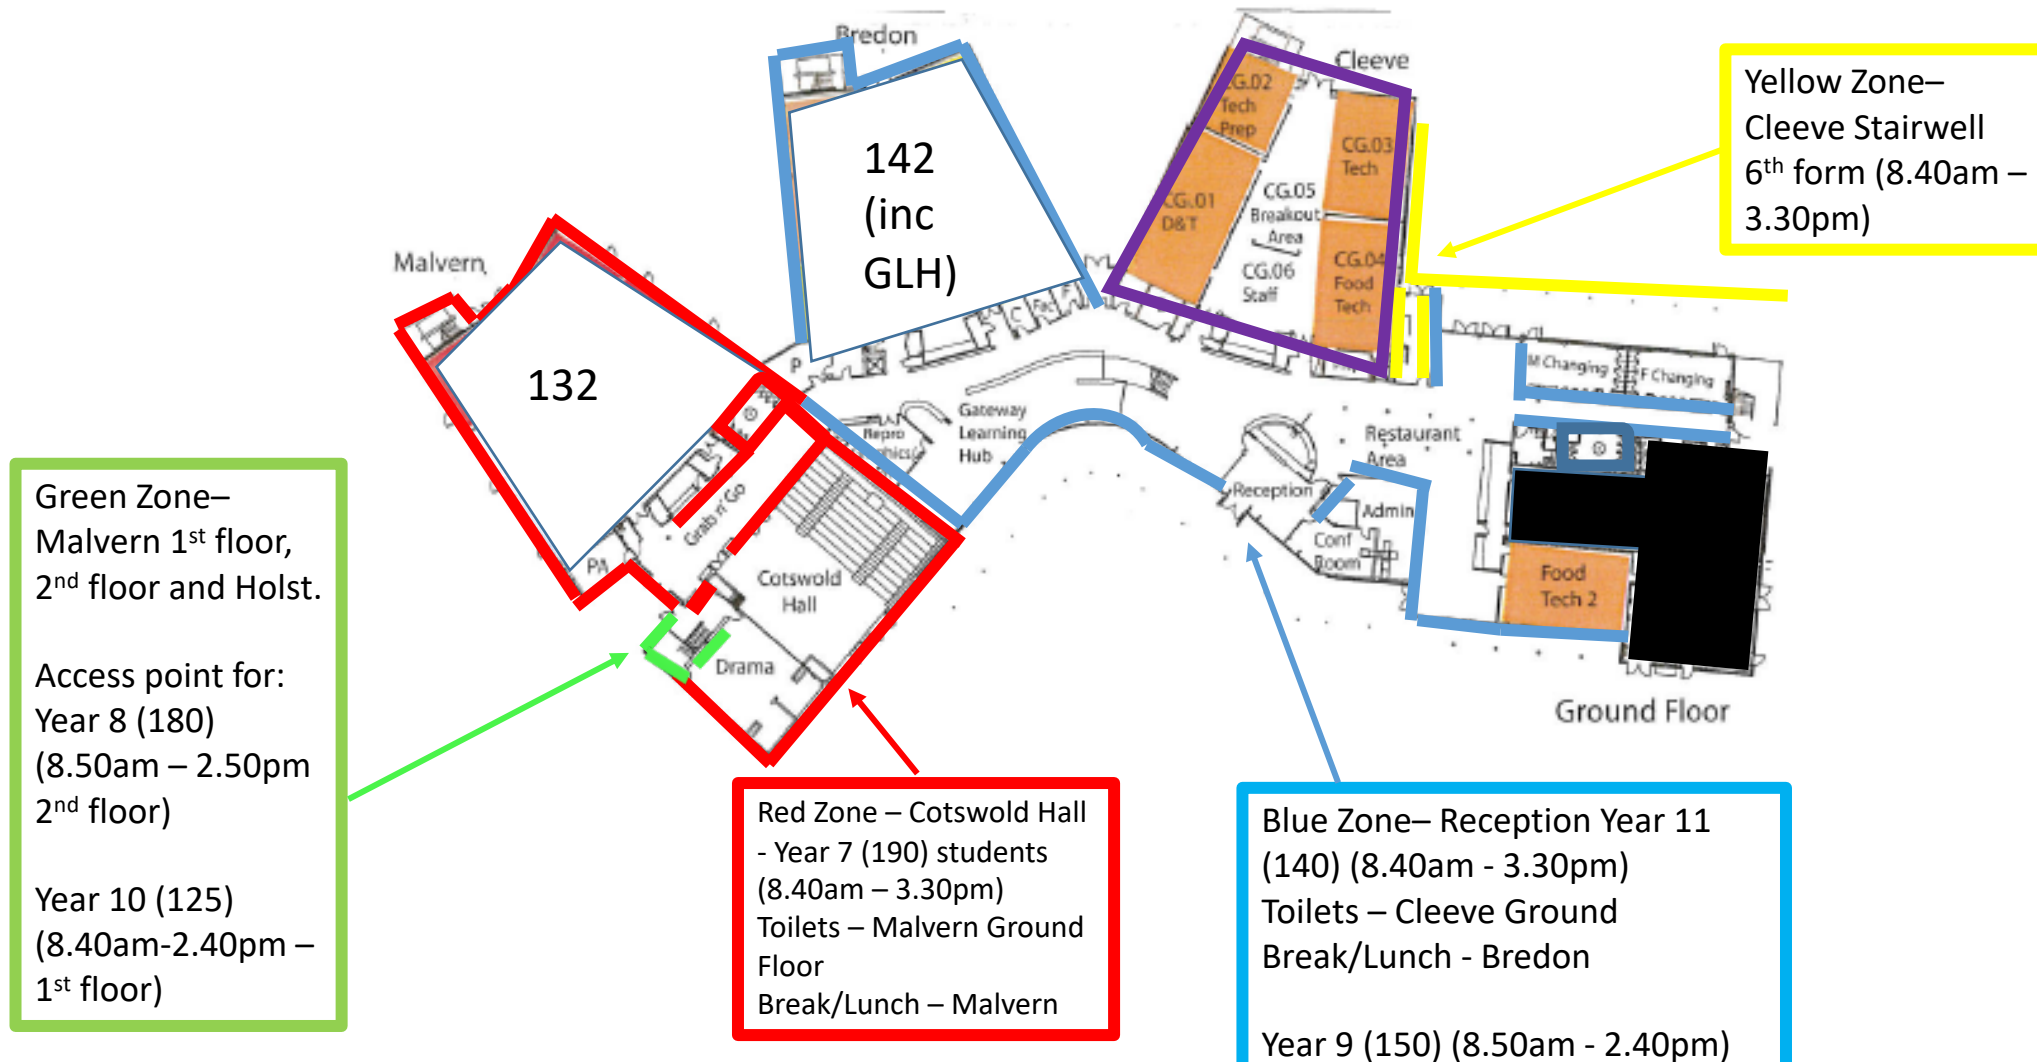 Bredon
Cleeve
Malvern
142
(inc
GLH)
132
CG.02
Tech
Prep
CG.03
Tech
CG.01
D&T
CG.05
Breakout
Area
CG.06
Staff
CG.04
Food
Tech
P
C
Fac
F
M Changing
F Changing
Gateway
Learning
Hub
Repro
Restaurant
Area
Reception
Admin
Conf
Room
Food
Tech 2
Grab n' Go
PA
Cotswold
Hall
Drama
Ground Floor
Yellow Zone–
Cleeve Stairwell
6th form (8.40am –
3.30pm)
Green Zone–
Malvern 1st floor,
2nd floor and Holst.
Access point for:
Year 8 (180)
(8.50am – 2.50pm
2nd floor)
Year 10 (125)
(8.40am-2.40pm –
1st floor)
Red Zone – Cotswold Hall
- Year 7 (190) students
(8.40am – 3.30pm)
Toilets – Malvern Ground
Floor
Break/Lunch – Malvern
Blue Zone– Reception Year 11
(140) (8.40am - 3.30pm)
Toilets – Cleeve Ground
Break/Lunch - Bredon
Year 9 (150) (8.50am - 2.40pm)